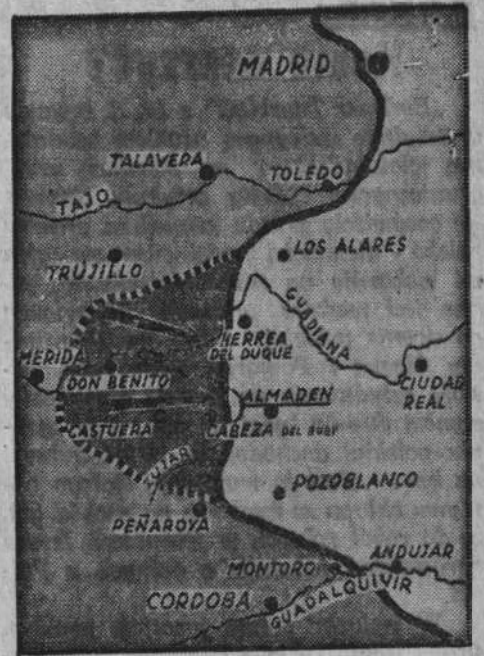 MADRID
TALAVERA
TOLEDO
TAJO
LOS ALARES
TRUJILLO
GUADIANA
HERREA
DEL DUQUE
MERIDA
DON BENITO
CIUDAD
REAL
ALMADEN
CASTUERA
CABEZA DEL BUEY
ZUJAR
POZOBLANCO
PEÑAROYA
MONTORO
ANDUJAR
CORDOBA
GUADALQUIVIR